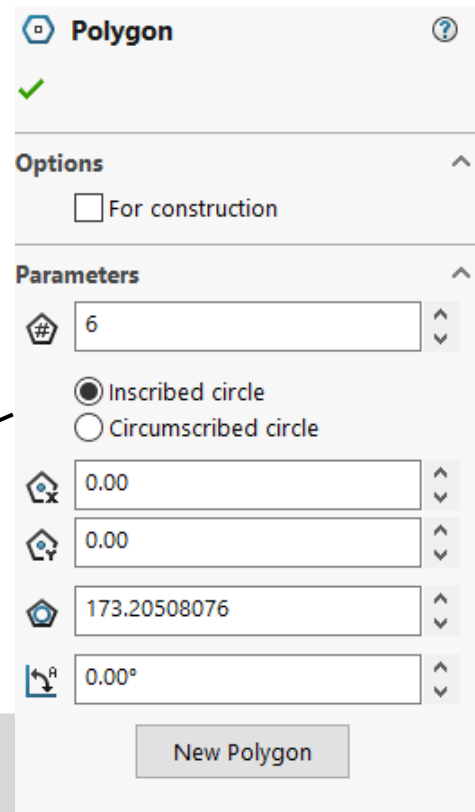 Polygon
Options
For construction
Parameters
6
Inscribed circle
Circumscribed circle
0.00
0.00
173.20508076
0.00°
New Polygon